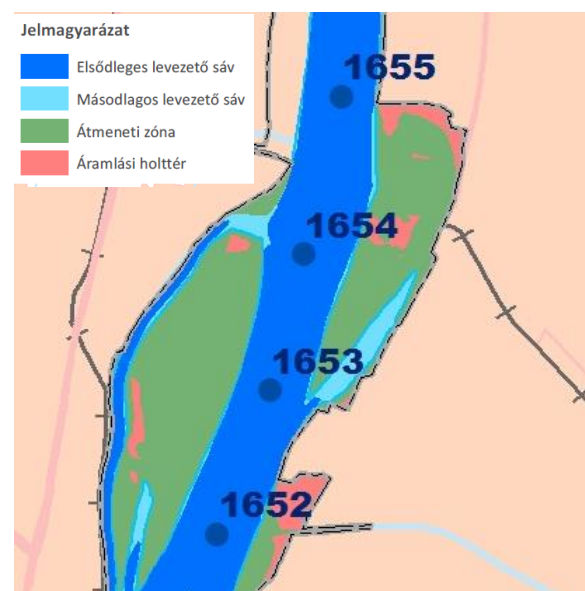 Jelmagyarázat
Elsődleges levezető sáv
Másodlagos levezető sáv
Átmeneti zóna
Áramlási holttér
1655
1654
1653
1652